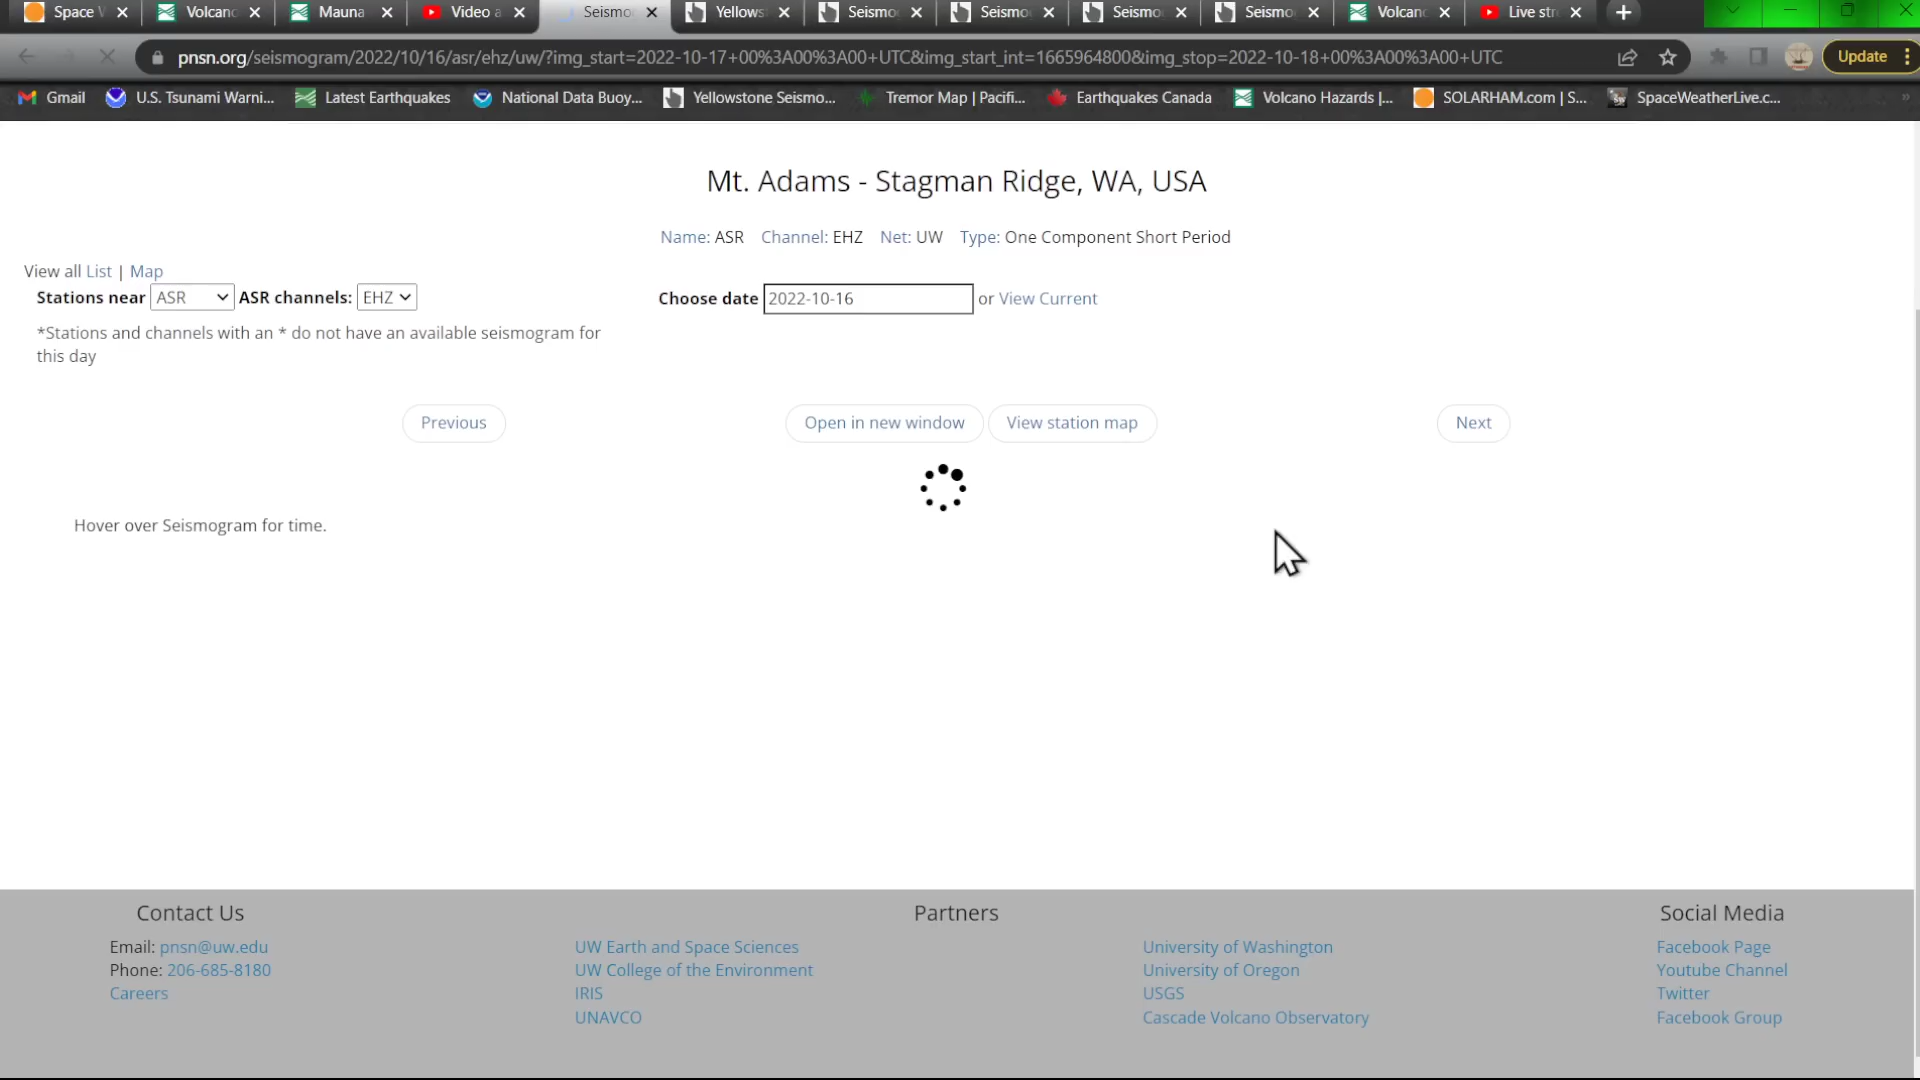 Space V Volcan Mauna Video a Seismo Yellows Seismo Seismo Seismo Seismo Volcan Live str
pnsn.org/seismogram/2022/10/16/asr/ehz/uw/?img_start=2022-10-17+00%3A00%3A00+UTC&img_start_int=1665964800&img_stop=2022-10-18+00%3A00%3A00+UTC Update
Gmail U.S. Tsunami Warni... Latest Earthquakes National Data Buoy... Yellowstone Seismo... Tremor Map | Pacifi... Earthquakes Canada Volcano Hazards |... SOLARHAM.com | S... SpaceWeatherLive.c... »
Mt. Adams - Stagman Ridge, WA, USA
Name: ASR Channel: EHZ Net: UW Type: One Component Short Period
View all List | Map
Stations near ASR ASR channels: EHZ
Choose date 2022-10-16 or View Current
*Stations and channels with an * do not have an available seismogram for
this day
Previous Open in new window View station map Next
Hover over Seismogram for time.
Contact Us
Email: pnsn@uw.edu
Phone: 206-685-8180
Careers
Partners
UW Earth and Space Sciences
UW College of the Environment
IRIS
UNAVCO
University of Washington
University of Oregon
USGS
Cascade Volcano Observatory
Social Media
Facebook Page
Youtube Channel
Twitter
Facebook Group